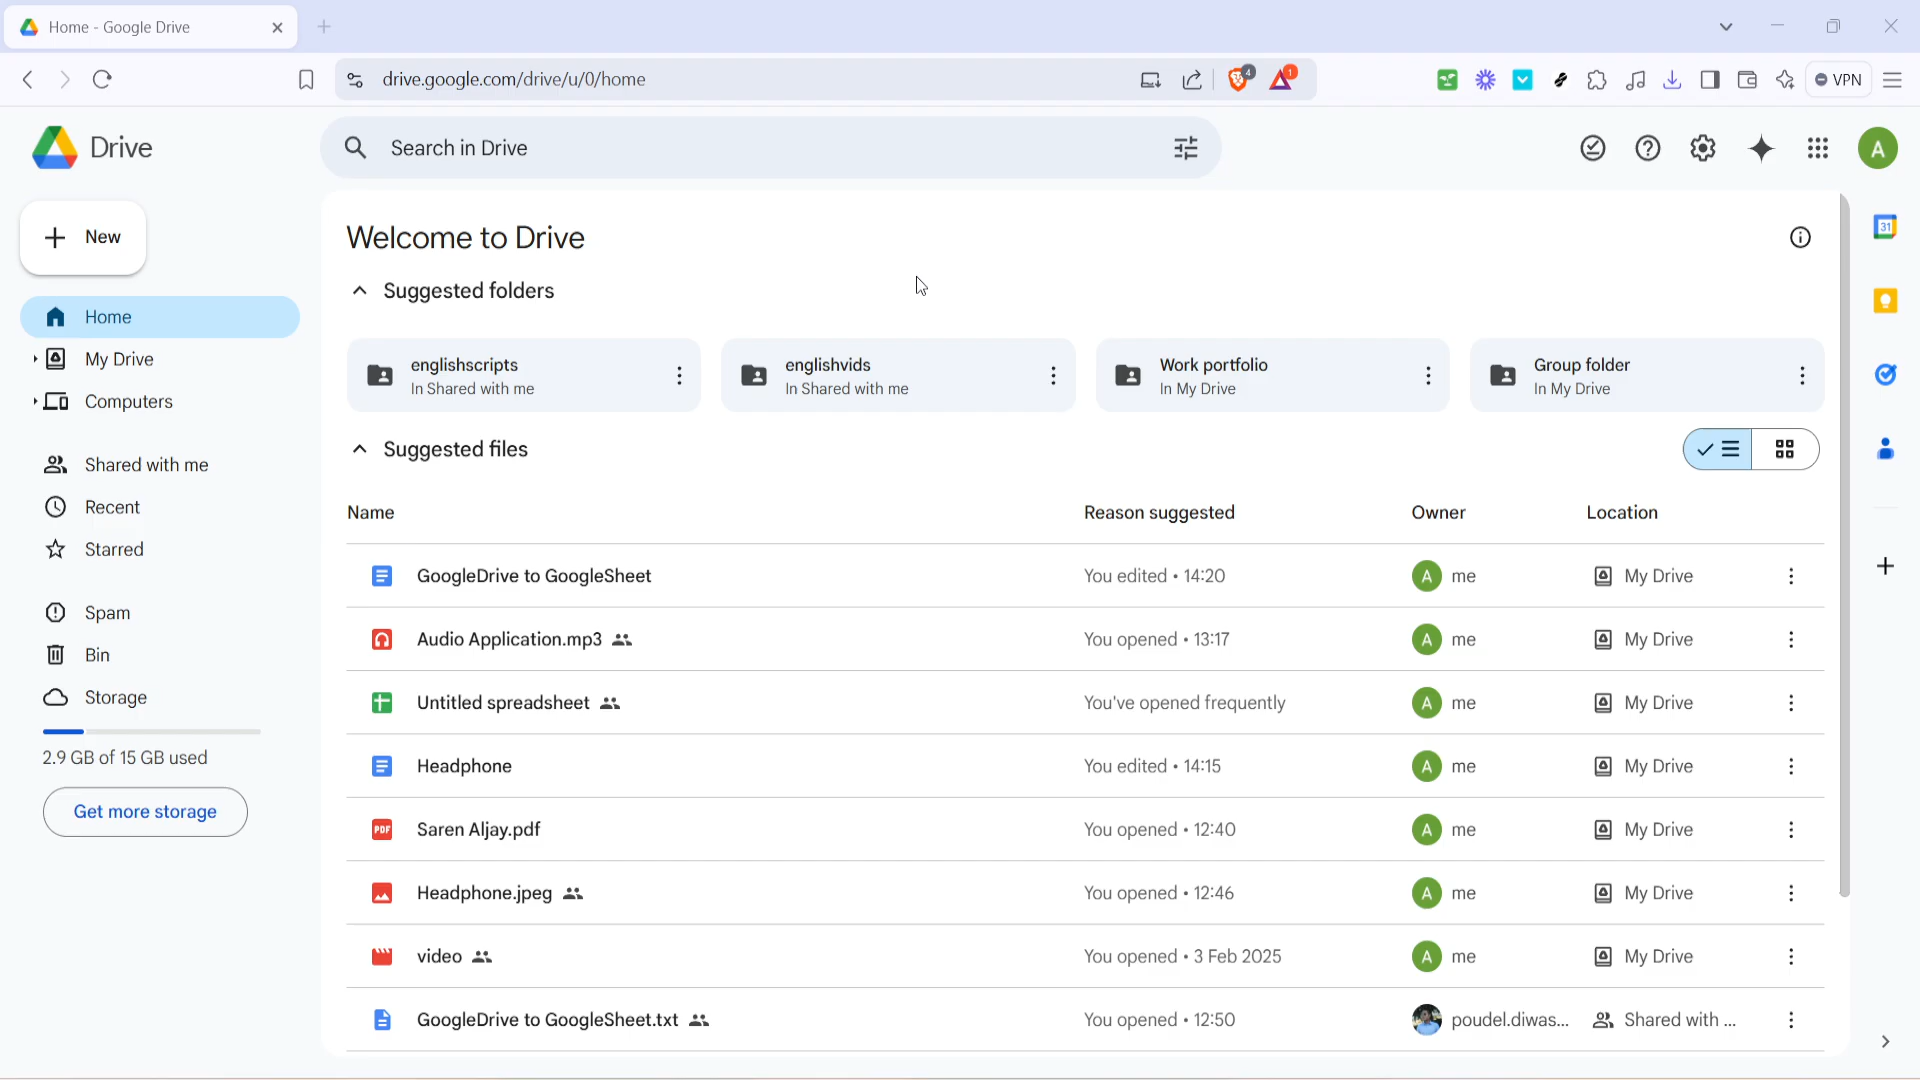 Home - Google Drive
drive.google.com/drive/u/0/home
4
1
VPN
Drive
Search in Drive
A
New
Home
My Drive
Computers
Shared with me
Recent
Starred
Spam
Bin
Storage
2.9 GB of 15 GB used
Get more storage
Welcome to Drive
Suggested folders
englishscripts
In Shared with me
englishvids
In Shared with me
Work portfolio
In My Drive
Group folder
In My Drive
Suggested files
Name Reason suggested Owner Location
GoogleDrive to GoogleSheet You edited • 14:20 A me My Drive
Audio Application.mp3 You opened • 13:17 A me My Drive
Untitled spreadsheet You've opened frequently A me My Drive
Headphone You edited • 14:15 A me My Drive
PDF Saren Aljay.pdf You opened • 12:40 A me My Drive
Headphone.jpeg You opened • 12:46 A me My Drive
video You opened • 3 Feb 2025 A me My Drive
GoogleDrive to GoogleSheet.txt You opened • 12:50 poudel.diwas... Shared with ...
31